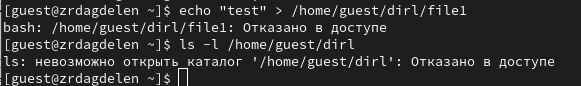 [guest@zrdagdelen ~]$ echo "test" > /home/guest/dirl/file1
bash: /home/guest/dirl/file1: Отказано в доступе
[guest@zrdagdelen ~]$ ls -l /home/guest/dirl
ls: невозможно открыть каталог '/home/guest/dirl': Отказано в доступе
[guest@zrdagdelen ~]$